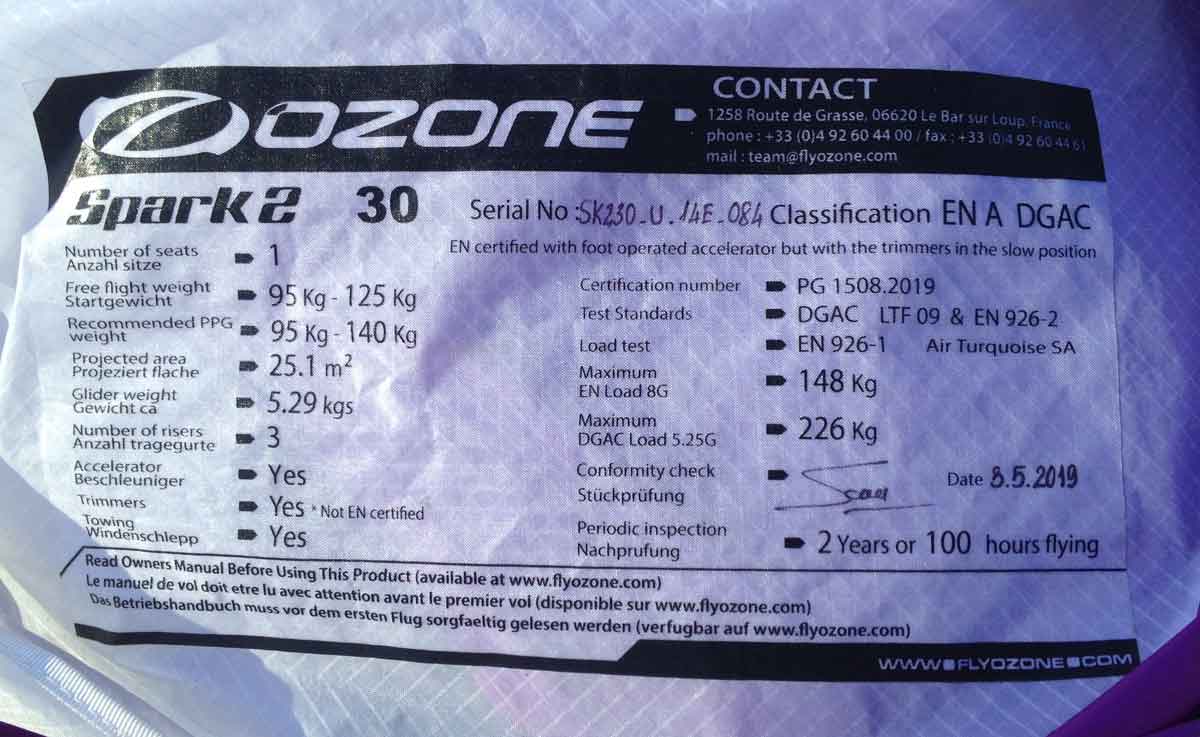 OZONE
CONTACT
1258 Route de Grasse, 06620 Le Bar sur Loup, France
phone : +33 (0)4 92 60 44 00 / fax : +33 (0)4 92 60 44 61
mail : team@flyozone.com
Spark 2 30
Serial No : SK230_U_14E_084 Classification EN A DGAC
EN certified with foot operated accelerator but with the trimmers in the slow position
Number of seats
Anzahl sitze
1
Free flight weight
Startgewicht
95 Kg - 125 Kg
Recommended PPG
weight
95 Kg - 140 Kg
Projected area
Projeziert flache
25.1 m²
Glider weight
Gewicht ca
5.29 kgs
Number of risers
Anzahl tragegurte
3
Accelerator
Beschleuniger
Yes
Trimmers
Yes * Not EN certified
Towing
Windenschlepp
Yes
Certification number
PG 1508.2019
Test Standards
DGAC LTF 09 & EN 926-2
Load test
EN 926-1 Air Turquoise SA
Maximum
EN Load 8G
148 Kg
Maximum
DGAC Load 5.25G
226 Kg
Conformity check
Stückprüfung
Date 8.5.2019
Periodic inspection
Nachprufung
2 Years or 100 hours flying
Read Owners Manual Before Using This Product (available at www.flyozone.com)
Le manuel de vol doit etre lu avec attention avant le premier vol (disponible sur www.flyozone.com)
Das Betriebshandbuch muss vor dem ersten Flug sorgfaeltig gelesen werden (verfugbar auf www.flyozone.com)
WWW.FLYOZONE.COM